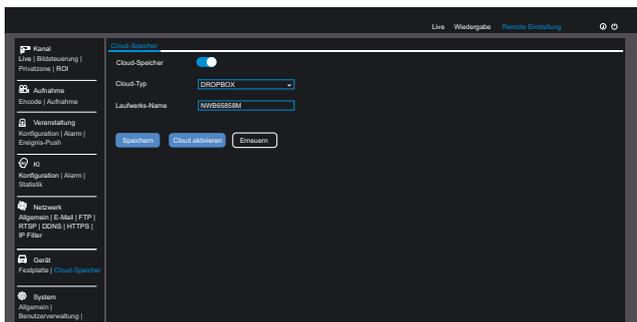 Live Wiedergabe Remote Einstellung
Kanal
Live | Bildsteuerung |
Privatzone | ROI
Aufnahme
Encode | Aufnahme
Veranstaltung
Konfiguration | Alarm |
Ereignis-Push
KI
Konfiguration | Alarm |
Statistik
Netzwerk
Allgemein | E-Mail | FTP |
RTSP | DDNS | HTTPS |
IP Filter
Gerät
Festplatte | Cloud-Speicher
System
Allgemein |
Benutzerverwaltung |
Cloud-Speicher
Cloud-Speicher
Cloud-Typ DROPBOX
Laufwerks-Name NWB65858M
Speichern Cloud aktivieren Erneuern